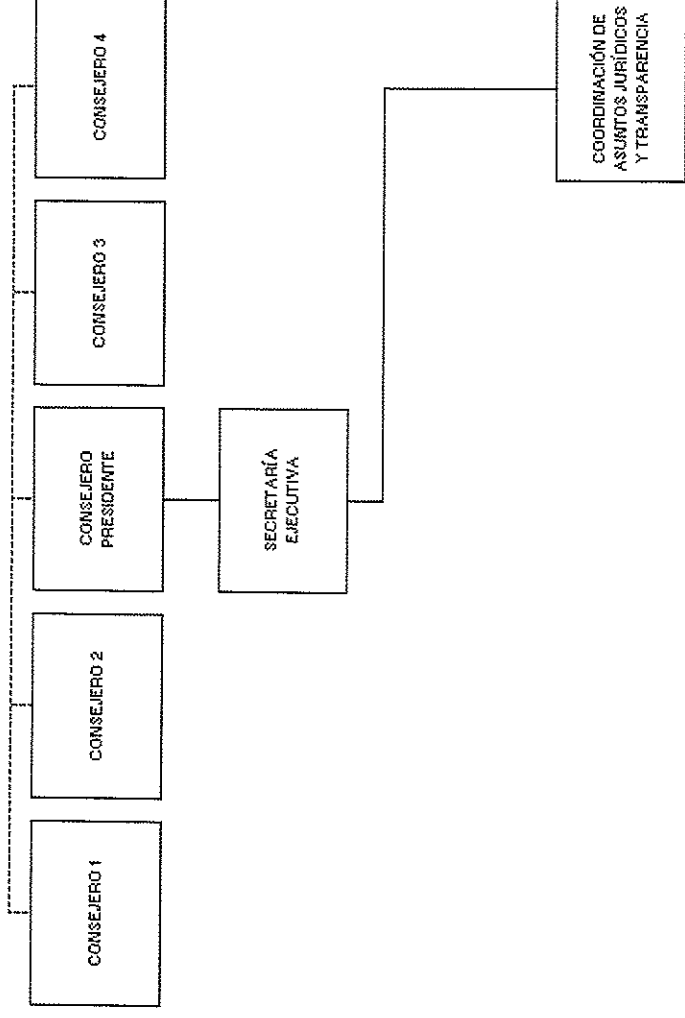 CONSEJERO 1
CONSEJERO 2
CONSEJERO
PRESIDENTE
CONSEJERO 3
CONSEJERO 4
SECRETARÍA
EJECUTIVA
COORDINACIÓN DE
ASUNTOS JURÍDICOS
Y TRANSPARENCIA